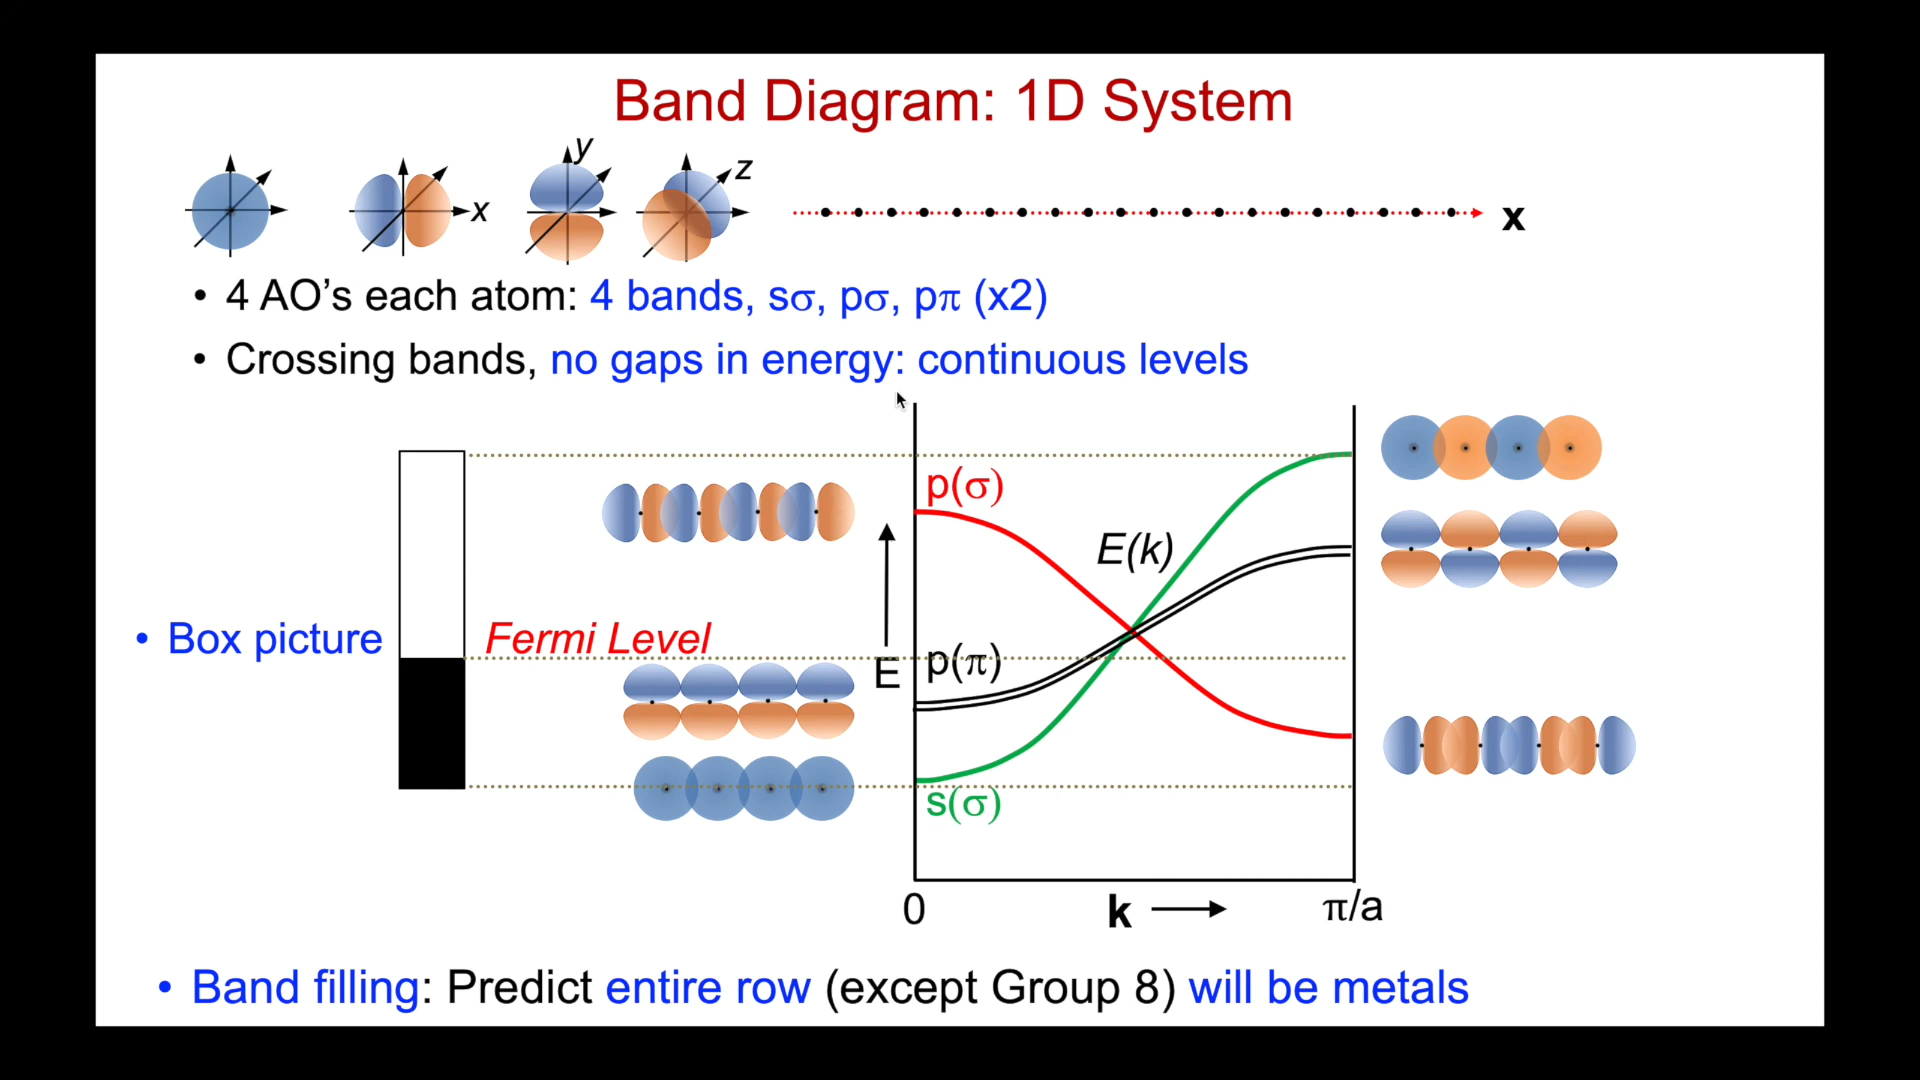 Band Diagram: 1D System
y
z
x
x
• 4 AO’s each atom: 4 bands, sσ, pσ, pπ (x2)
• Crossing bands, no gaps in energy: continuous levels
p(σ)
E(k)
• Box picture
Fermi Level
E
p(π)
s(σ)
0
k
π/a
• Band filling: Predict entire row (except Group 8) will be metals